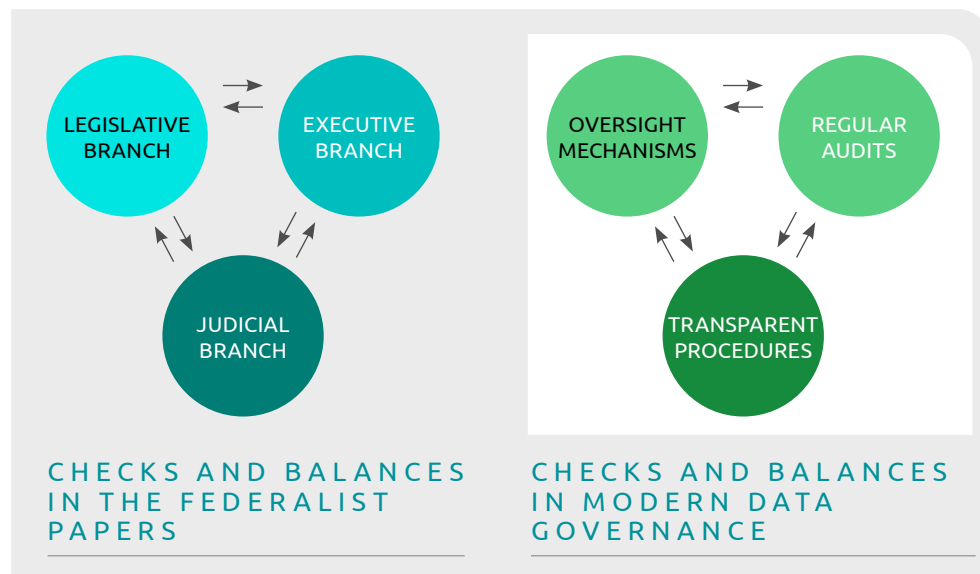 LEGISLATIVE
BRANCH
EXECUTIVE
BRANCH
JUDICIAL
BRANCH
CHECKS AND BALANCES
IN THE FEDERALIST
PAPERS
OVERSIGHT
MECHANISMS
REGULAR
AUDITS
TRANSPARENT
PROCEDURES
CHECKS AND BALANCES
IN MODERN DATA
GOVERNANCE